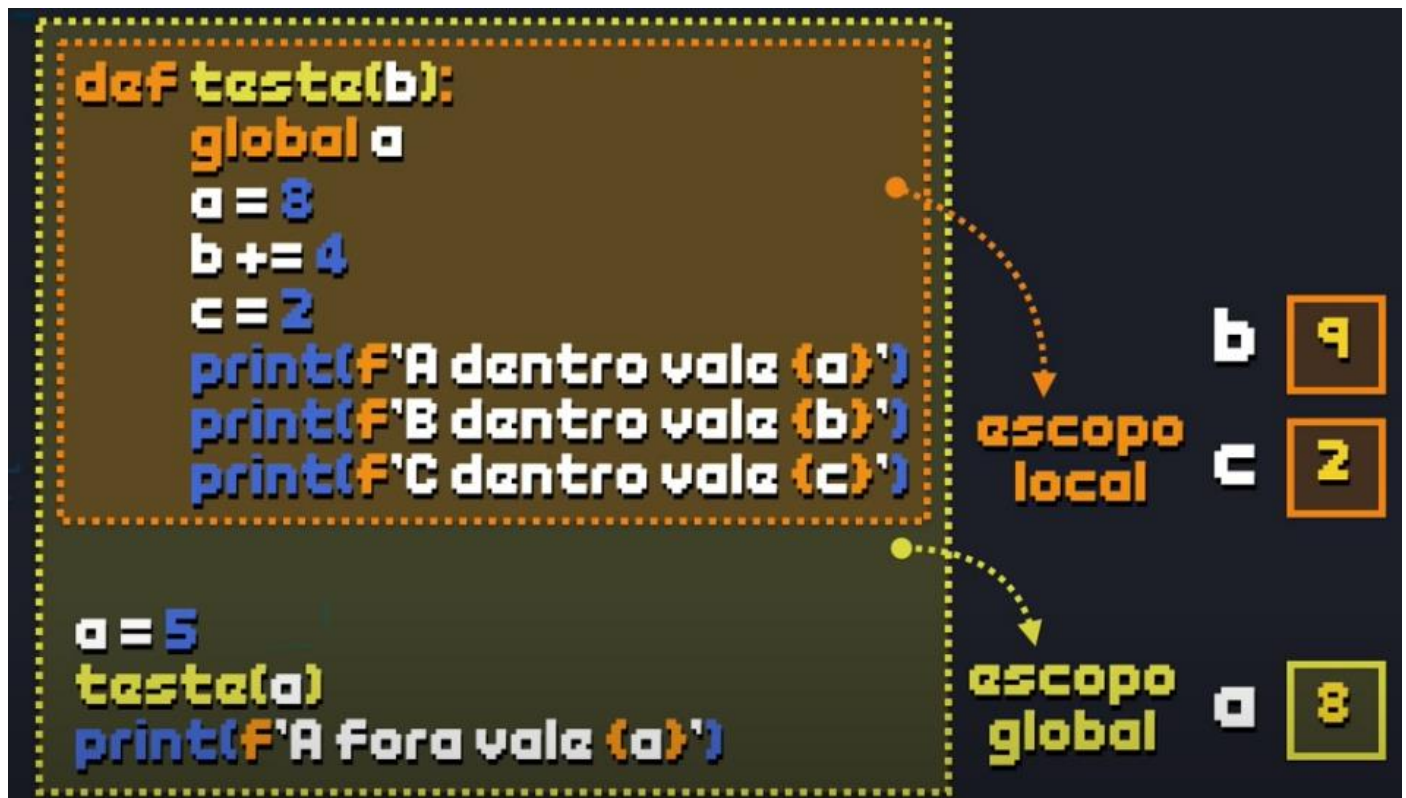 def teste(b):
global a
a = 8
b += 4
c = 2
print(f'A dentro vale {a}')
print(f'B dentro vale {b}')
print(f'C dentro vale {c}')
a = 5
teste(a)
print(f'A fora vale {a}')
b 9
escopo
local
c 2
escopo
global
a 8